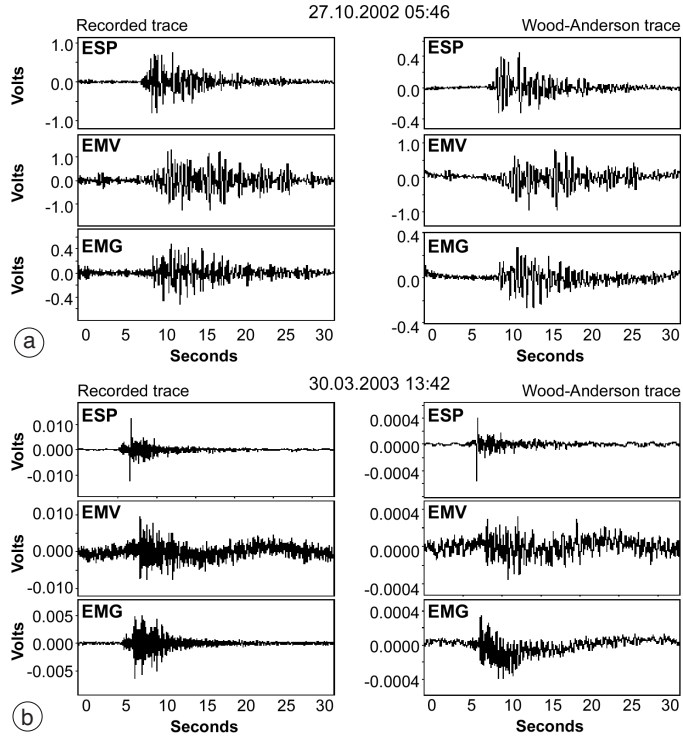 27.10.2002 05:46
Recorded trace Wood-Anderson trace
ESP ESP
1.0 0.4
Volts 0.0 0.0
-1.0 -0.4
EMV EMV
1.0 1.0
Volts 0.0 0.0
-1.0 -1.0
EMG EMG
0.4 0.4
Volts 0.0 0.0
-0.4 -0.4
0 5 10 15 20 25 30 0 5 10 15 20 25 30
a Seconds Seconds
30.03.2003 13:42
Recorded trace Wood-Anderson trace
ESP ESP
0.010 0.0004
Volts 0.000 0.0000
-0.010 -0.0004
EMV EMV
0.010 0.0004
Volts 0.000 0.0000
-0.010 -0.0004
EMG EMG
0.005 0.0004
Volts 0.000 0.0000
-0.005 -0.0004
0 5 10 15 20 25 30 0 5 10 15 20 25 30
b Seconds Seconds